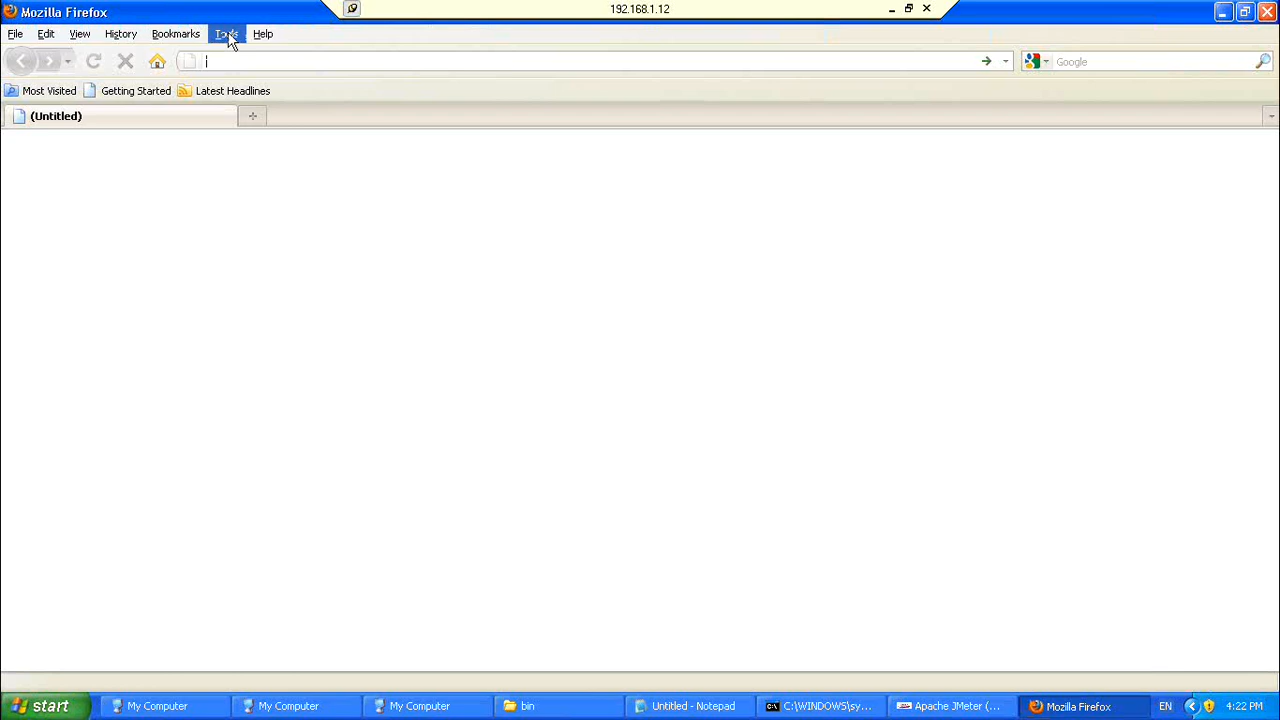 Mozilla Firefox
192.168.1.12
File Edit View History Bookmarks Tools Help
Google
Most Visited Getting Started Latest Headlines
(Untitled)
start My Computer My Computer My Computer bin Untitled - Notepad C:\WINDOWS\sy... Apache JMeter (... Mozilla Firefox EN 4:22 PM